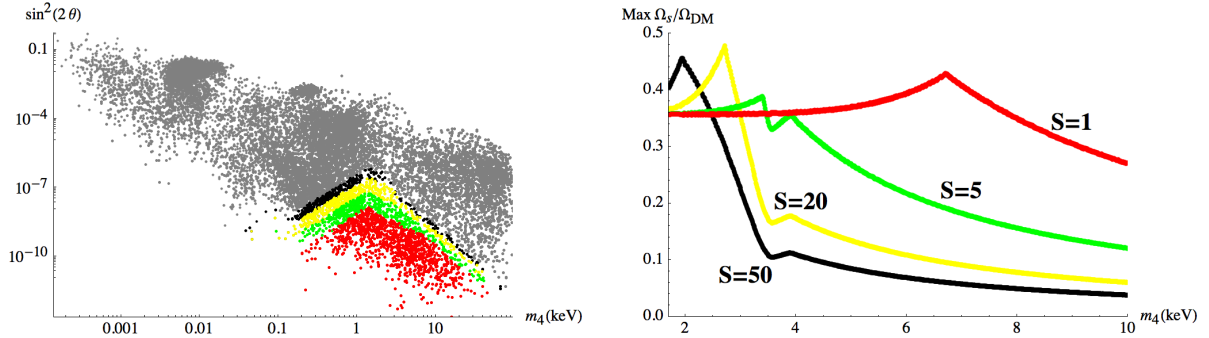 sin²(2 θ)
0.1
10⁻⁴
10⁻⁷
10⁻¹⁰
0.001 0.01 0.1 1 10
m₄(keV)
Max Ωₛ/Ω_DM
0.5
0.4
0.3
0.2
0.1
0.0
S=1
S=5
S=20
S=50
2 4 6 8 10
m₄(keV)